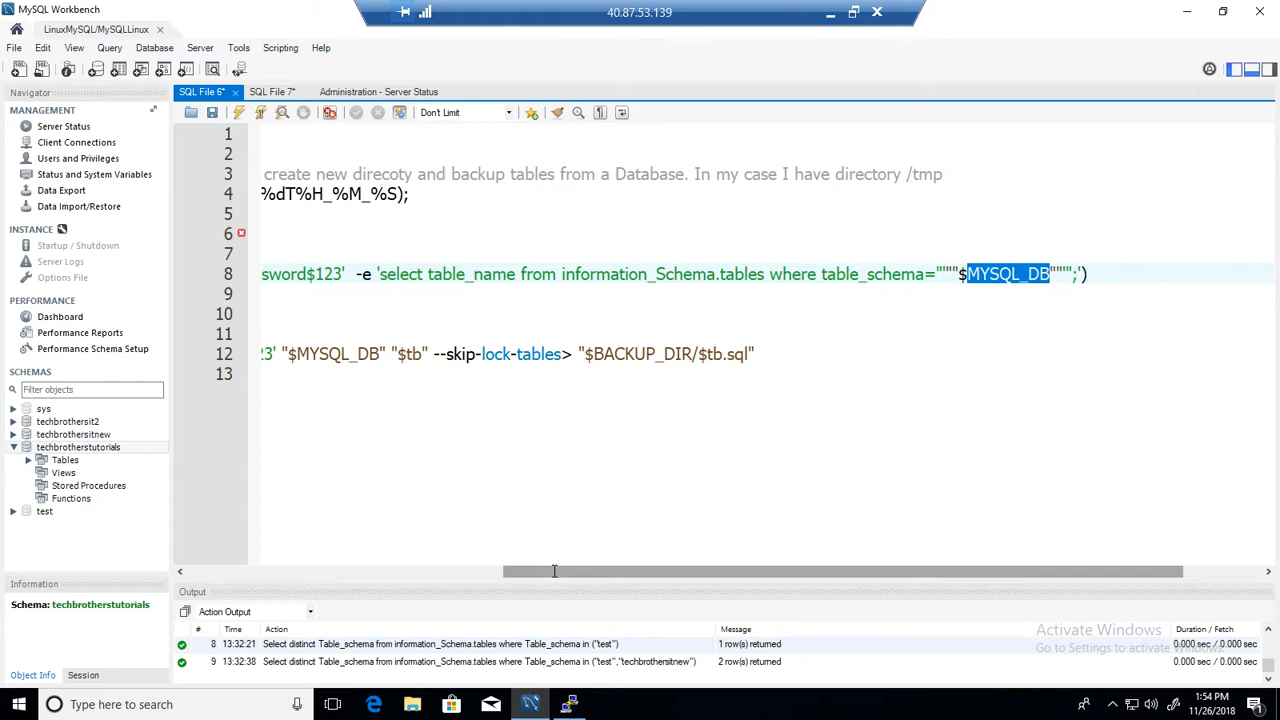 MySQL Workbench
40.87.53.139
LinuxMySQL/MySQLLinux
File Edit View Query Database Server Tools Scripting Help
Navigator
SQL File 6* SQL File 7* Administration - Server Status
MANAGEMENT
Server Status
Client Connections
Users and Privileges
Status and System Variables
Data Export
Data Import/Restore
INSTANCE
Startup / Shutdown
Server Logs
Options File
PERFORMANCE
Dashboard
Performance Reports
Performance Schema Setup
SCHEMAS
Filter objects
sys
techbrothersit2
techbrothersitnew
techbrotherstutorials
Tables
Views
Stored Procedures
Functions
test
Don't Limit
1
2
3 create new direcoty and backup tables from a Database. In my case I have directory /tmp
4 %dT%H_%M_%S);
5
6
7
8 sword$123' -e 'select table_name from information_Schema.tables where table_schema="'"'"$MYSQL_DB"'"'";')
9
10
11
12 23' "$MYSQL_DB" "$tb" --skip-lock-tables> "$BACKUP_DIR/$tb.sql"
13
Information
Schema: techbrotherstutorials
Object Info Session
Output
Action Output
# Time Action Message Duration / Fetch
8 13:32:21 Select distinct Table_schema from information_Schema.tables where Table_schema in ("test") 1 row(s) returned 0.000 sec / 0.000 sec
9 13:32:38 Select distinct Table_schema from information_Schema.tables where Table_schema in ("test","techbrothersitnew") 2 row(s) returned 0.000 sec / 0.000 sec
Activate Windows
Go to Settings to activate Windows.
Type here to search
1:54 PM
11/26/2018
1